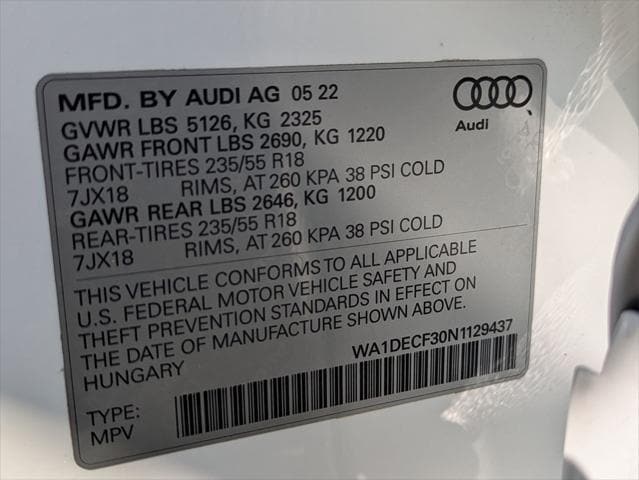 MFD. BY AUDI AG 05 22
GVWR LBS 5126, KG 2325
GAWR FRONT LBS 2690, KG 1220
FRONT-TIRES 235/55 R18
7JX18 RIMS, AT 260 KPA 38 PSI COLD
GAWR REAR LBS 2646, KG 1200
REAR-TIRES 235/55 R18
7JX18 RIMS, AT 260 KPA 38 PSI COLD
Audi
THIS VEHICLE CONFORMS TO ALL APPLICABLE
U.S. FEDERAL MOTOR VEHICLE SAFETY AND
THEFT PREVENTION STANDARDS IN EFFECT ON
THE DATE OF MANUFACTURE SHOWN ABOVE.
HUNGARY
WA1DECF30N1129437
TYPE:
MPV